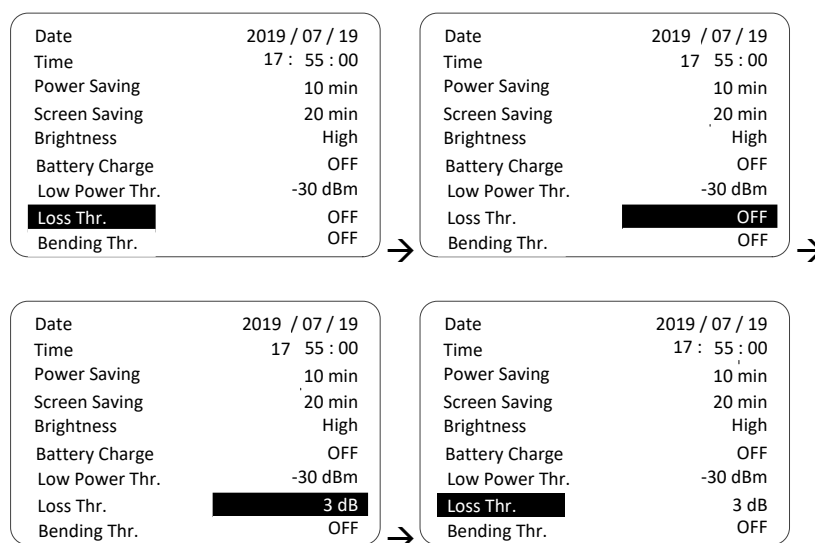 Date 2019 / 07 / 19
Time 17 : 55 : 00
Power Saving 10 min
Screen Saving 20 min
Brightness High
Battery Charge OFF
Low Power Thr. -30 dBm
Loss Thr. OFF
Bending Thr. OFF
→
Date 2019 / 07 / 19
Time 17 55 : 00
Power Saving 10 min
Screen Saving 20 min
Brightness High
Battery Charge OFF
Low Power Thr. -30 dBm
Loss Thr. OFF
Bending Thr. OFF
→
Date 2019 / 07 / 19
Time 17 55 : 00
Power Saving 10 min
Screen Saving 20 min
Brightness High
Battery Charge OFF
Low Power Thr. -30 dBm
Loss Thr. 3 dB
Bending Thr. OFF
→
Date 2019 / 07 / 19
Time 17 : 55 : 00
Power Saving 10 min
Screen Saving 20 min
Brightness High
Battery Charge OFF
Low Power Thr. -30 dBm
Loss Thr. 3 dB
Bending Thr. OFF